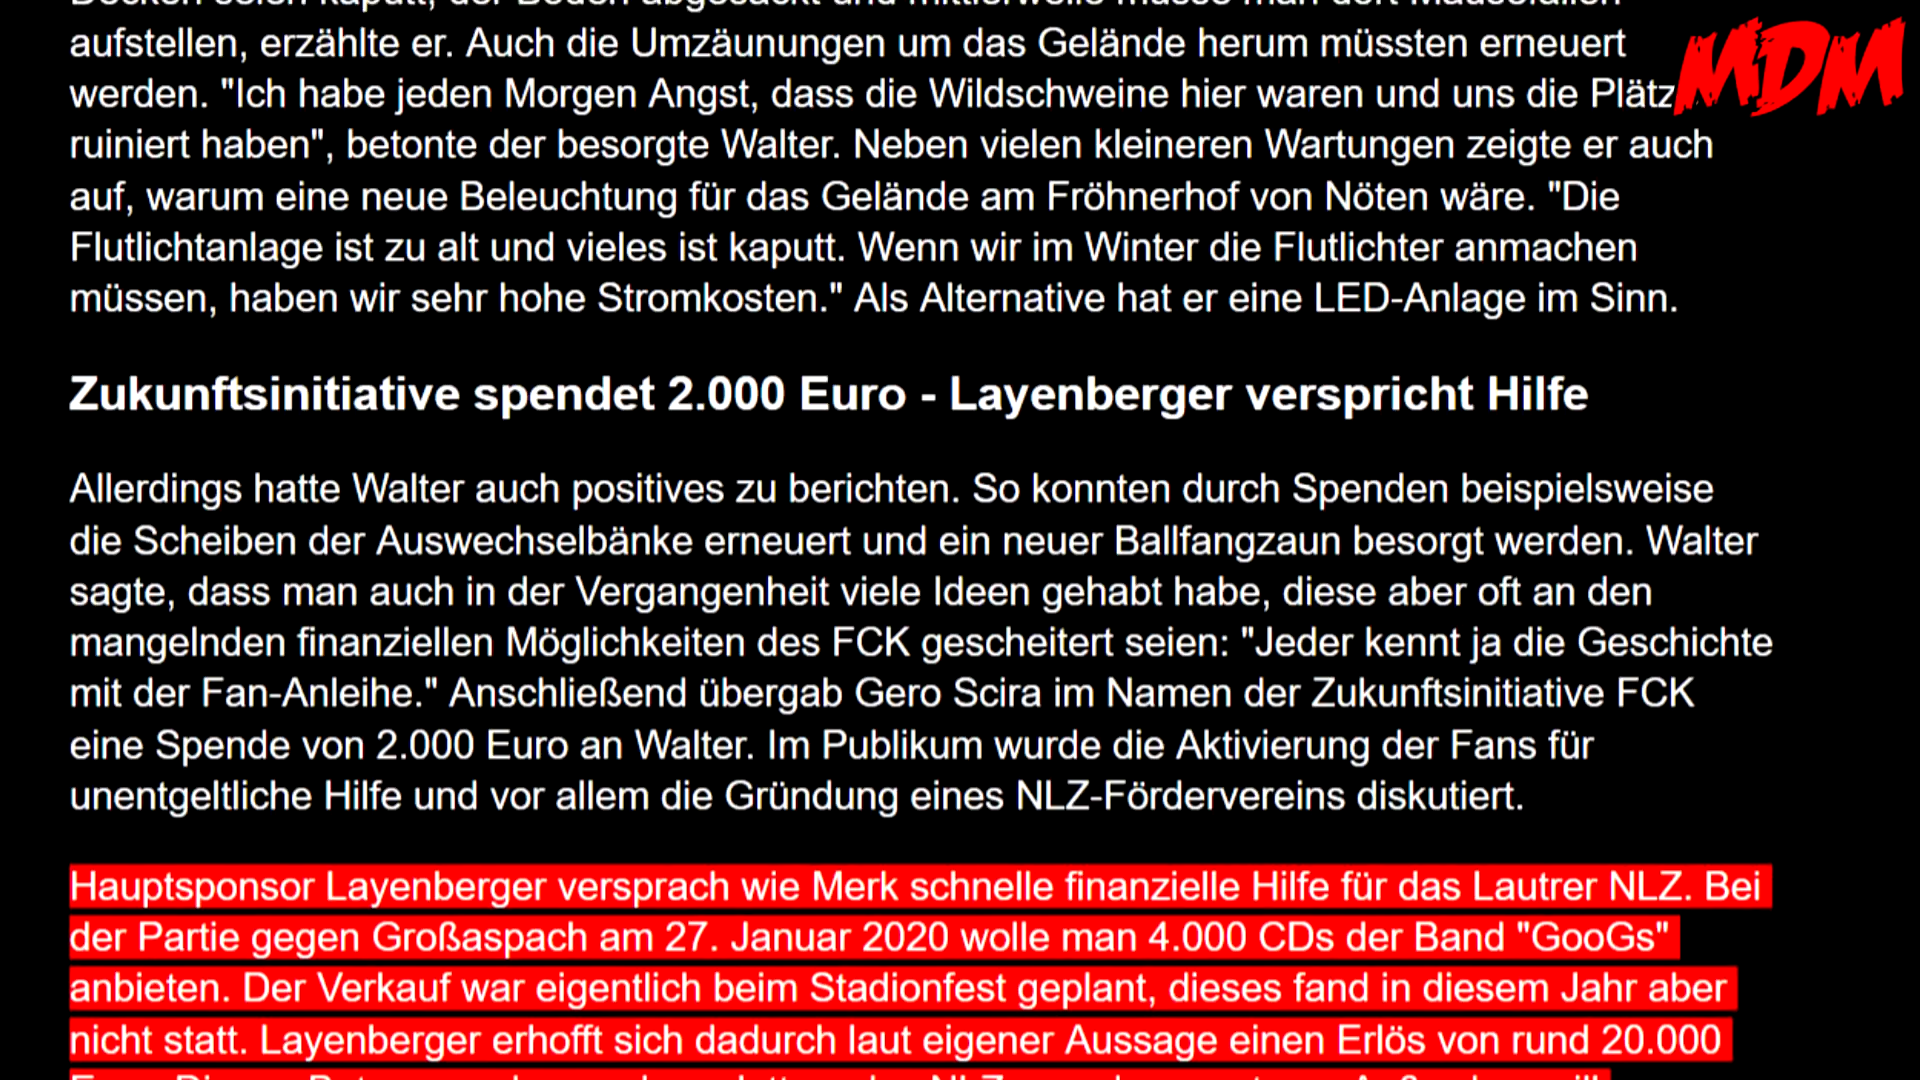 aufstellen, erzählte er. Auch die Umzäunungen um das Gelände herum müssten erneuert
werden. "Ich habe jeden Morgen Angst, dass die Wildschweine hier waren und uns die Plätz
MDM
ruiniert haben", betonte der besorgte Walter. Neben vielen kleineren Wartungen zeigte er auch
auf, warum eine neue Beleuchtung für das Gelände am Fröhnerhof von Nöten wäre. "Die
Flutlichtanlage ist zu alt und vieles ist kaputt. Wenn wir im Winter die Flutlichter anmachen
müssen, haben wir sehr hohe Stromkosten." Als Alternative hat er eine LED-Anlage im Sinn.
Zukunftsinitiative spendet 2.000 Euro - Layenberger verspricht Hilfe
Allerdings hatte Walter auch positives zu berichten. So konnten durch Spenden beispielsweise
die Scheiben der Auswechselbänke erneuert und ein neuer Ballfangzaun besorgt werden. Walter
sagte, dass man auch in der Vergangenheit viele Ideen gehabt habe, diese aber oft an den
mangelnden finanziellen Möglichkeiten des FCK gescheitert seien: "Jeder kennt ja die Geschichte
mit der Fan-Anleihe." Anschließend übergab Gero Scira im Namen der Zukunftsinitiative FCK
eine Spende von 2.000 Euro an Walter. Im Publikum wurde die Aktivierung der Fans für
unentgeltliche Hilfe und vor allem die Gründung eines NLZ-Fördervereins diskutiert.
Hauptsponsor Layenberger versprach wie Merk schnelle finanzielle Hilfe für das Lautrer NLZ. Bei
der Partie gegen Großaspach am 27. Januar 2020 wolle man 4.000 CDs der Band "GooGs"
anbieten. Der Verkauf war eigentlich beim Stadionfest geplant, dieses fand in diesem Jahr aber
nicht statt. Layenberger erhofft sich dadurch laut eigener Aussage einen Erlös von rund 20.000